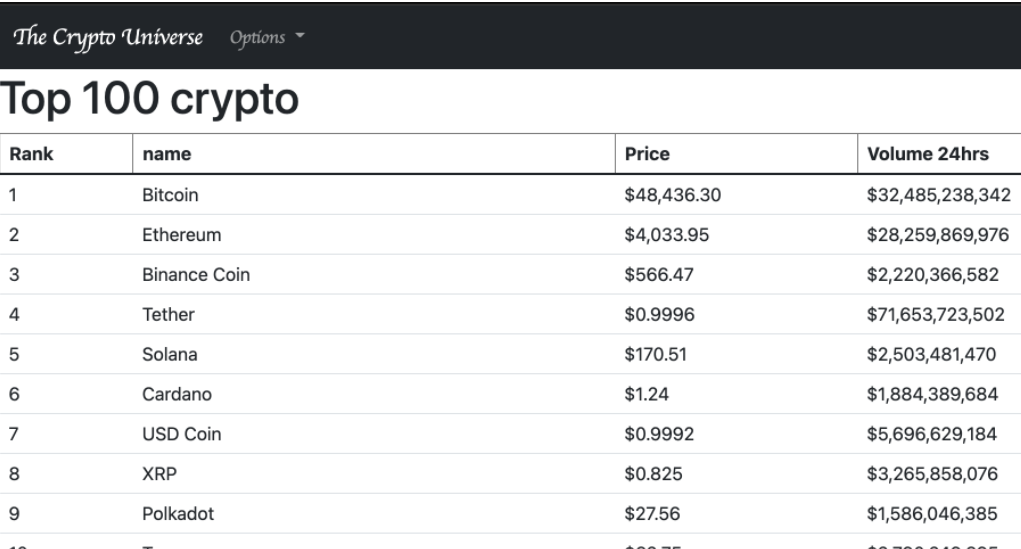 The Crypto Universe Options
Top 100 crypto
Rank name Price Volume 24hrs
1 Bitcoin $48,436.30 $32,485,238,342
2 Ethereum $4,033.95 $28,259,869,976
3 Binance Coin $566.47 $2,220,366,582
4 Tether $0.9996 $71,653,723,502
5 Solana $170.51 $2,503,481,470
6 Cardano $1.24 $1,884,389,684
7 USD Coin $0.9992 $5,696,629,184
8 XRP $0.825 $3,265,858,076
9 Polkadot $27.56 $1,586,046,385